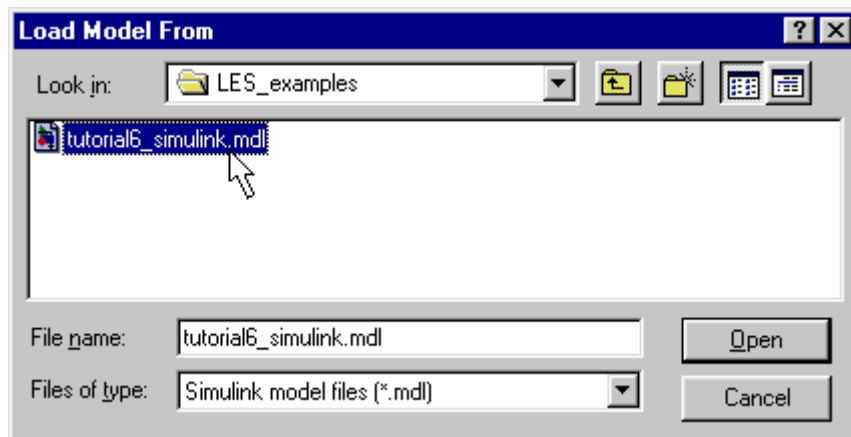 Load Model From
Look in: LES_examples
tutorial6_simulink.mdl
File name: tutorial6_simulink.mdl Open
Files of type: Simulink model files (*.mdl) Cancel